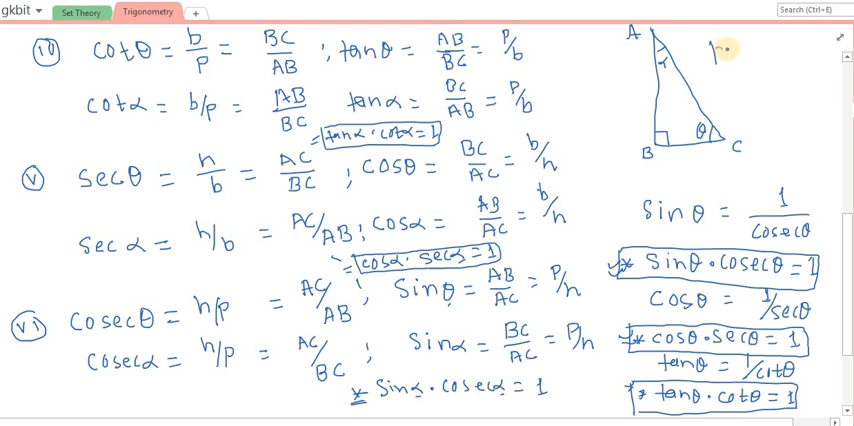 gkbit
Set Theory
Trigonometry
Search (Ctrl+E)
cotθ = b/p = BC/AB ; tanθ = AB/BC = P/b
cotα = b/p = AB/BC tanα = BC/AB = P/b
= tanα · cotα = 1
(v) secθ = h/b = AC/BC ; cosθ = BC/AC = b/h
secα = h/b = AC/AB ; cosα = AB/AC = b/h
= cosα · secα = 1
(vi) cosecθ = h/p = AC/AB ; Sinθ = AB/AC = P/h
cosecα = h/p = AC/BC ; Sinα = BC/AC = P/h
* Sinα · cosecα = 1
A
α
B
θ
C
Sinθ = 1/cosecθ
* Sinθ · cosecθ = 1
cosθ = 1/secθ
* cosθ · secθ = 1
tanθ = 1/cotθ
* tanθ · cotθ = 1